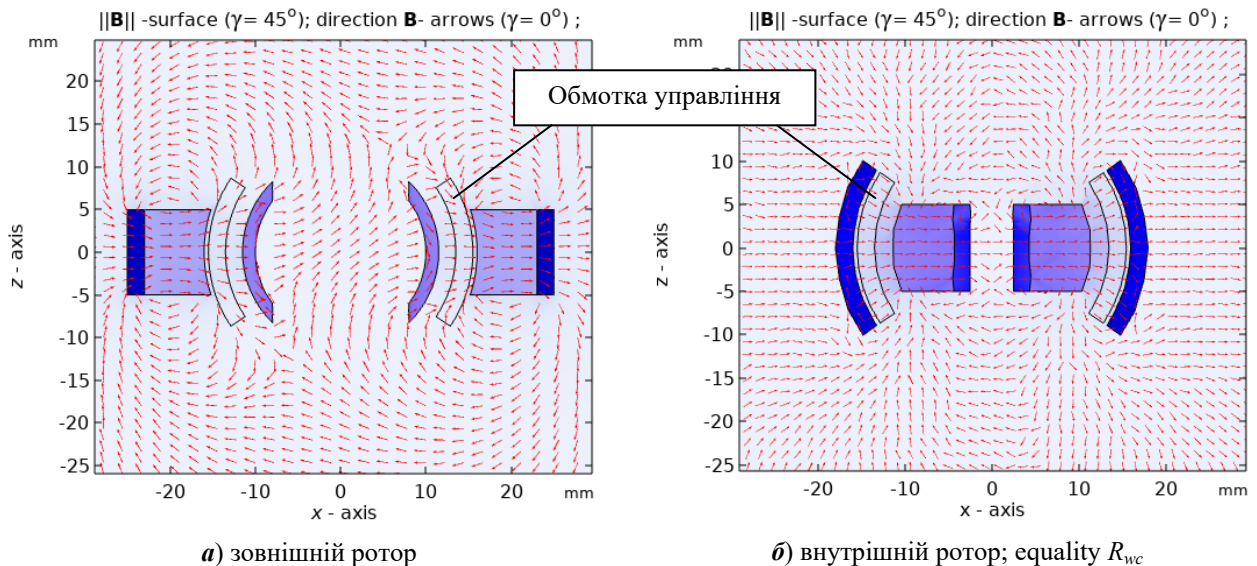 ||B|| -surface (γ= 45°); direction B- arrows (γ= 0°) ;
mm
20
15
10
5
0
-5
-10
-15
-20
-25
z - axis
-20 -10 0 10 20 mm
x - axis
а) зовнішній ротор
Обмотка управління
||B|| -surface (γ= 45°); direction B- arrows (γ= 0°) ;
mm
10
5
0
-5
-10
-15
-20
-25
z - axis
-20 -10 0 10 20 mm
x - axis
б) внутрішній ротор; equality Rwc